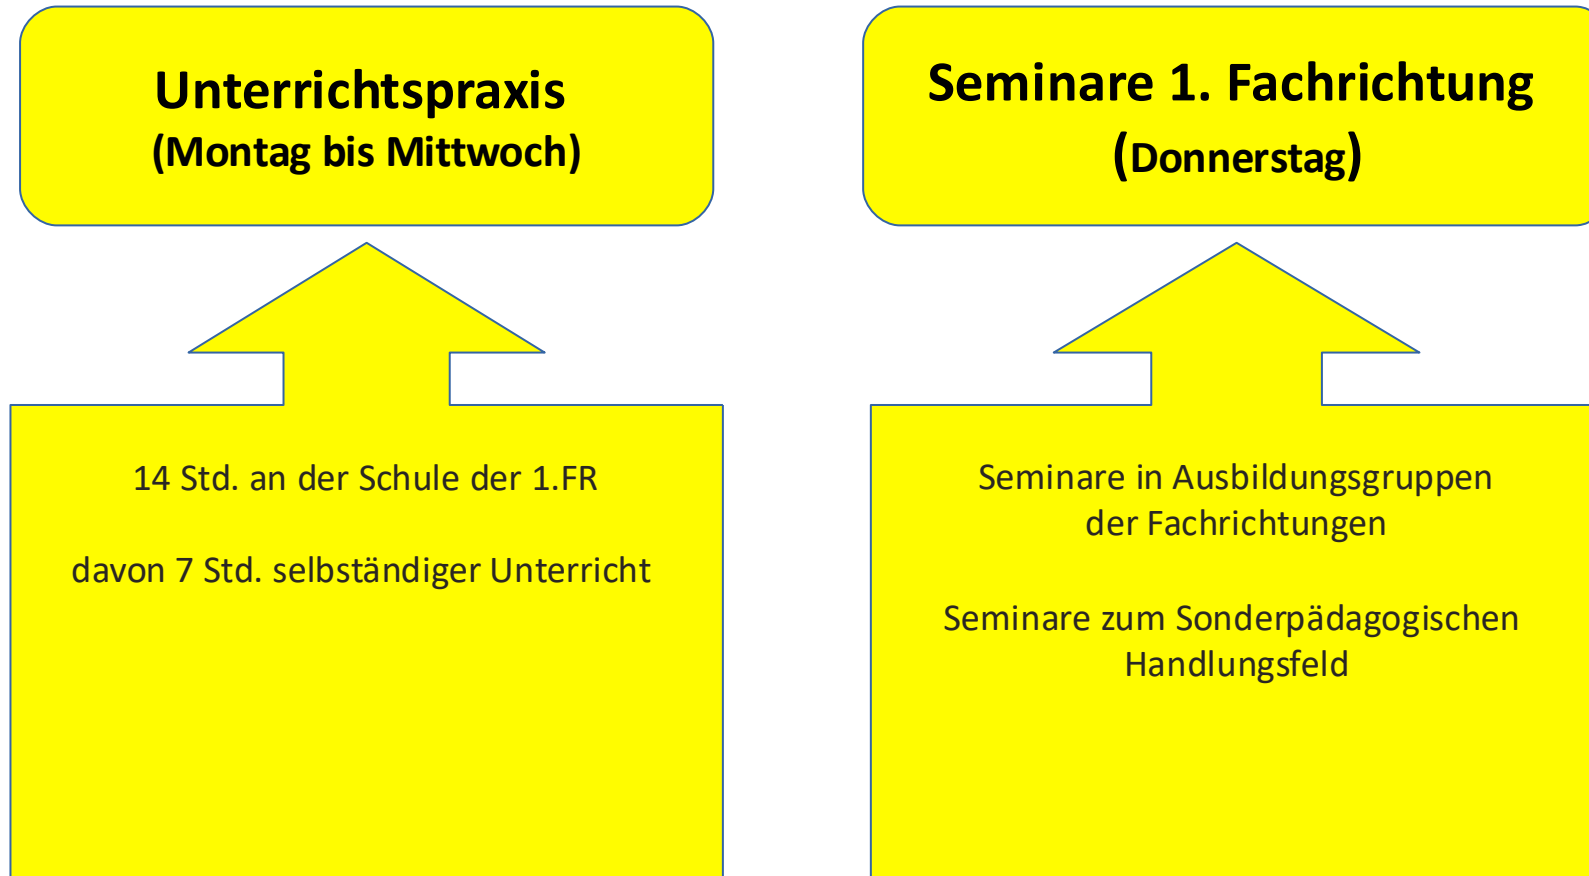 Unterrichtspraxis
(Montag bis Mittwoch)
14 Std. an der Schule der 1.FR
davon 7 Std. selbständiger Unterricht
Seminare 1. Fachrichtung
(Donnerstag)
Seminare in Ausbildungsgruppen
der Fachrichtungen
Seminare zum Sonderpädagogischen
Handlungsfeld